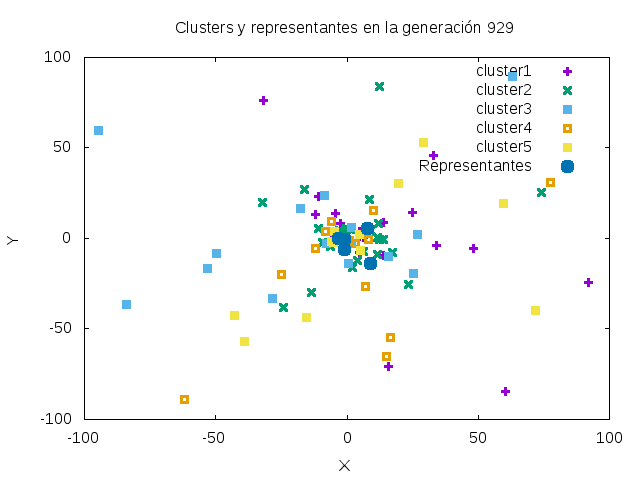 Clusters y representantes en la generación 929
cluster1
cluster2
cluster3
cluster4
cluster5
Representantes
100
50
0
-50
-100
Y
-100
-50
0
50
100
X